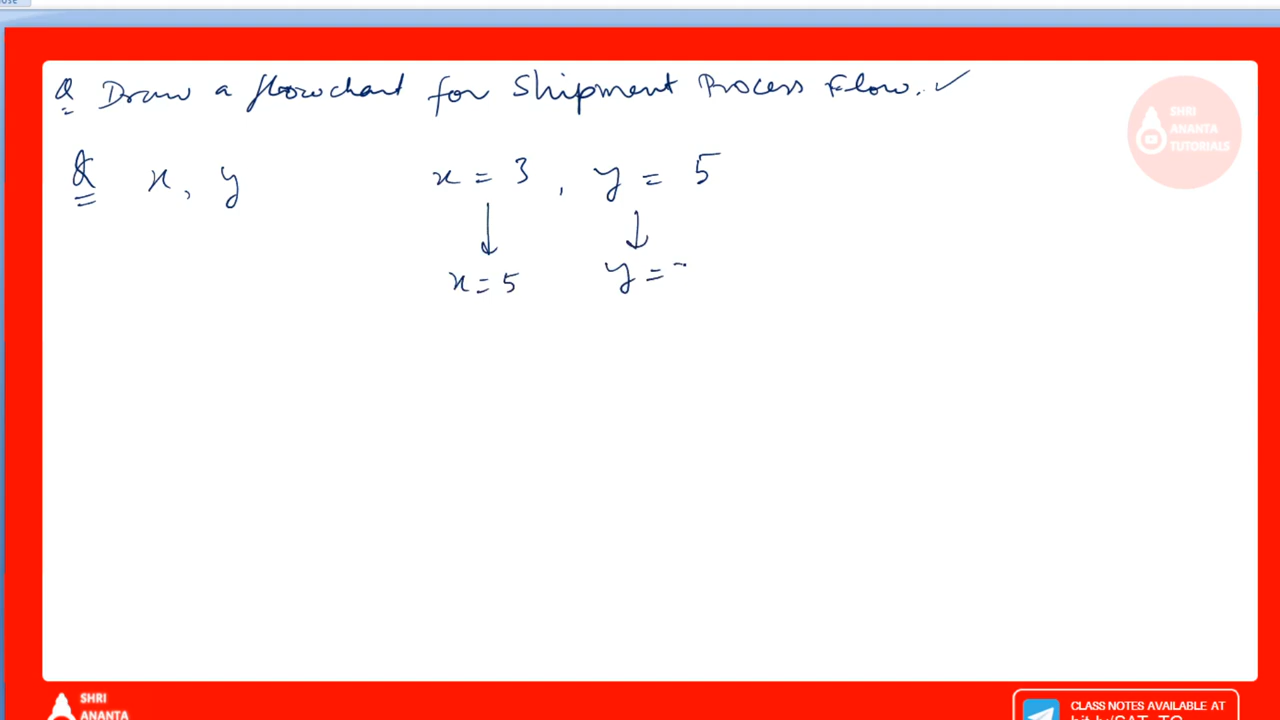 Q Draw a flowchart for Shipment Process Flow. ✓
Q x, y x = 3, y = 5
x = 5 y =
SHRI
ANANTA
TUTORIALS
SHRI
ANANTA
CLASS NOTES AVAILABLE AT